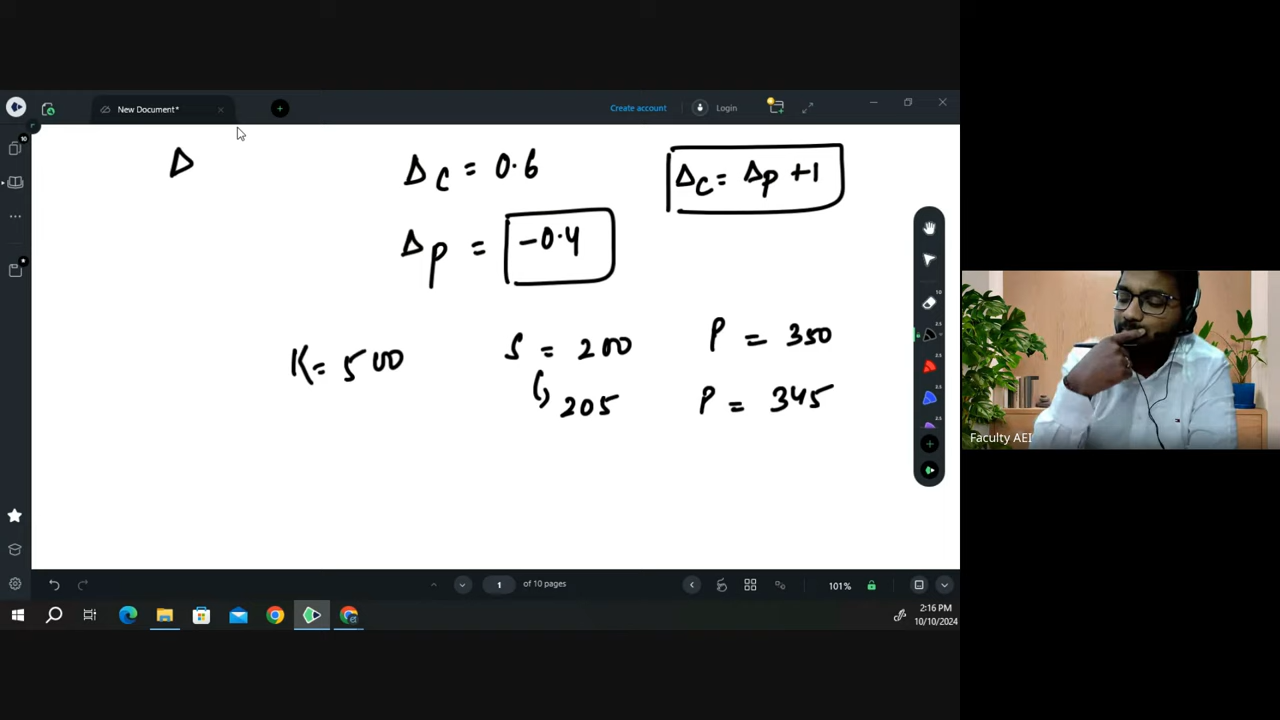 New Document*
Create account
Login
Δ
Δc = 0.6
Δc = Δp + 1
Δp = -0.4
K = 500
S = 200
P = 350
205
P = 345
Faculty AEI
1 of 10 pages
101%
2:16 PM
10/10/2024